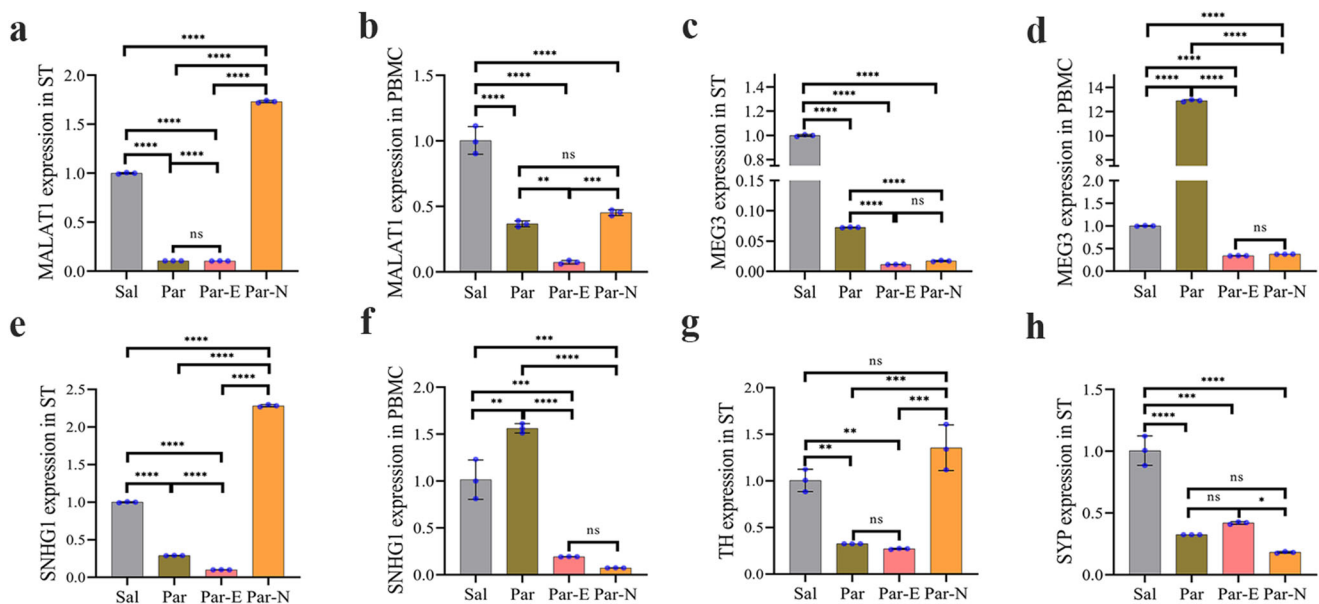 a
MALAT1 expression in ST
2.0
1.5
1.0
0.5
0.0
****
****
****
****
****
****
ns
Sal Par Par-E Par-N
b
MALAT1 expression in PBMC
1.5
1.0
0.5
0.0
****
****
****
ns
**
***
Sal Par Par-E Par-N
c
MEG3 expression in ST
1.4
1.2
1.0
0.8
0.15
0.10
0.05
0.00
****
****
****
****
****
ns
Sal Par Par-E Par-N
d
MEG3 expression in PBMC
14
13
12
2.0
1.5
1.0
0.5
0.0
****
****
****
****
****
ns
Sal Par Par-E Par-N
e
SNHG1 expression in ST
2.5
2.0
1.5
1.0
0.5
0.0
****
****
****
****
****
****
Sal Par Par-E Par-N
f
SNHG1 expression in PBMC
2.0
1.5
1.0
0.5
0.0
***
****
***
**
****
ns
Sal Par Par-E Par-N
g
TH expression in ST
2.0
1.5
1.0
0.5
0.0
ns
***
***
**
**
ns
Sal Par Par-E Par-N
h
SYP expression in ST
1.5
1.0
0.5
0.0
****
***
****
ns
ns
*
Sal Par Par-E Par-N